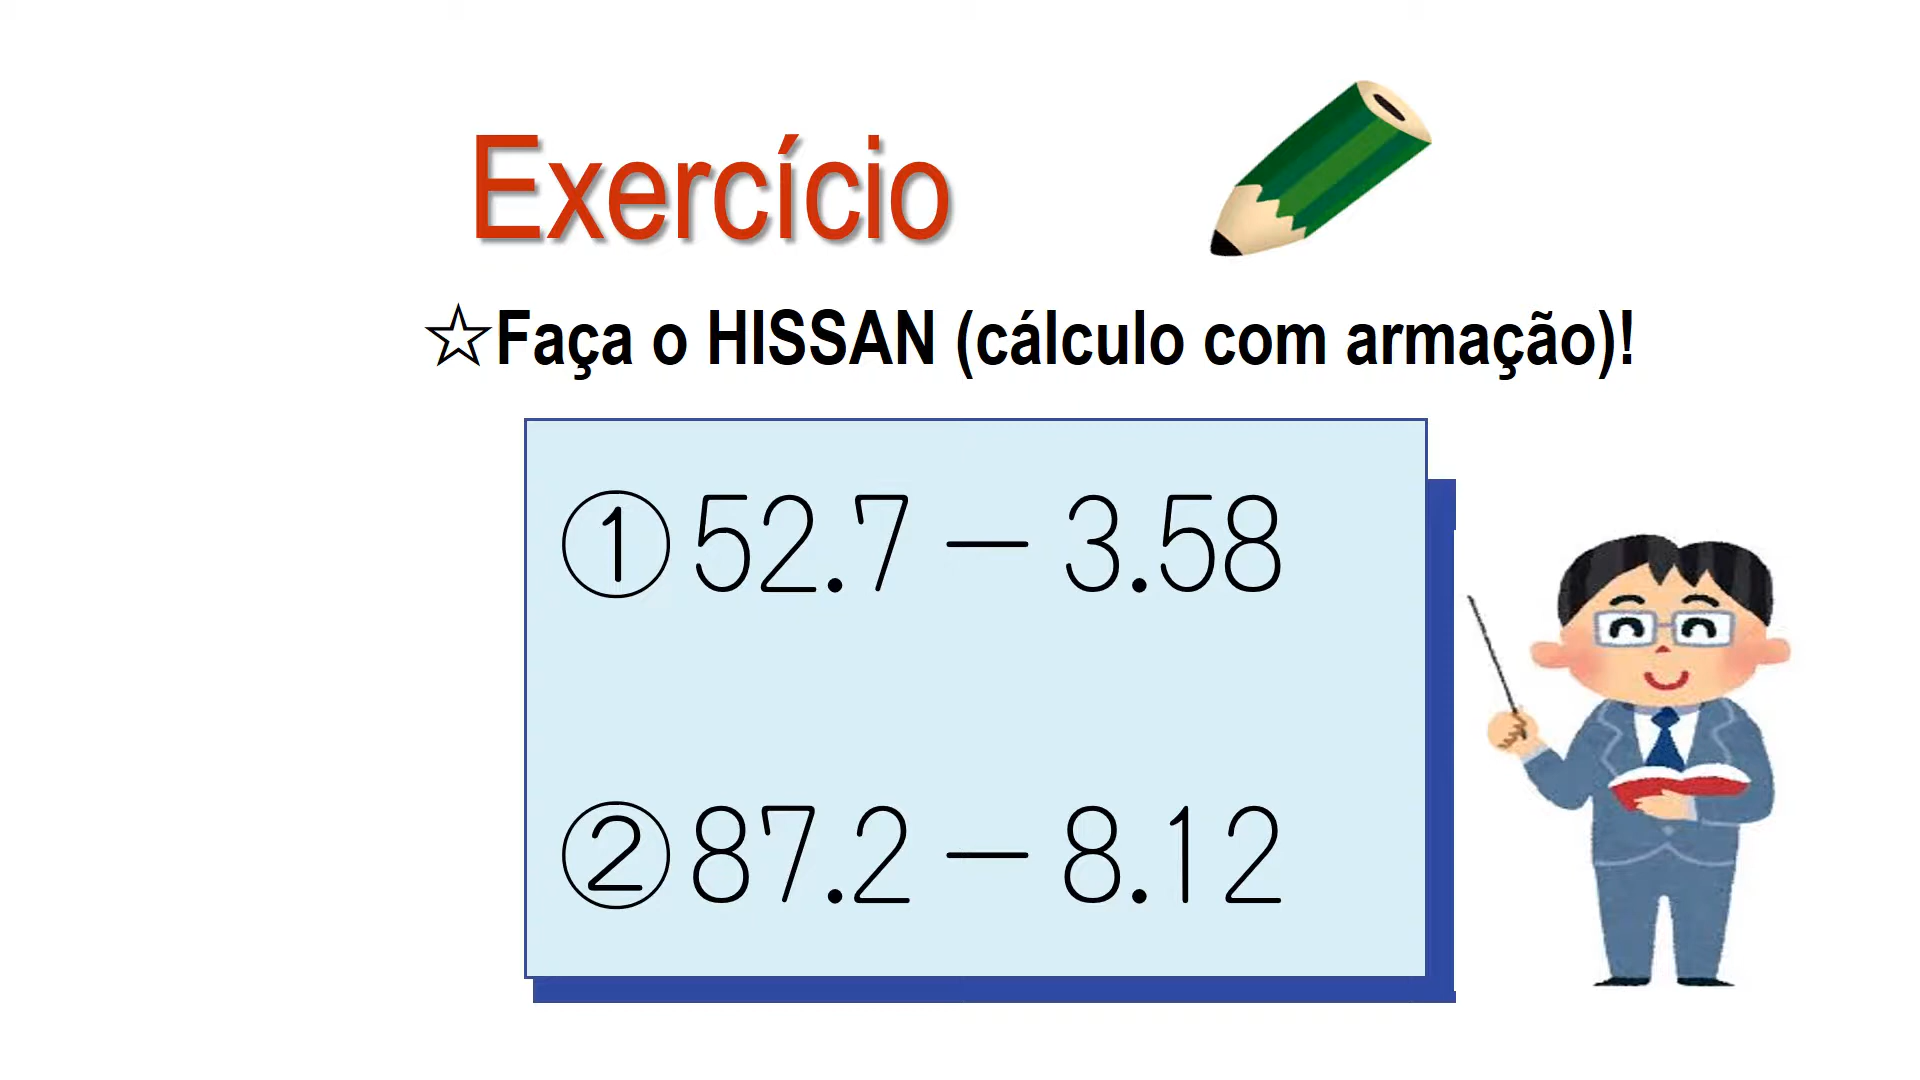 Exercício
☆Faça o HISSAN (cálculo com armação)!
①52.7－3.58
②87.2－8.12